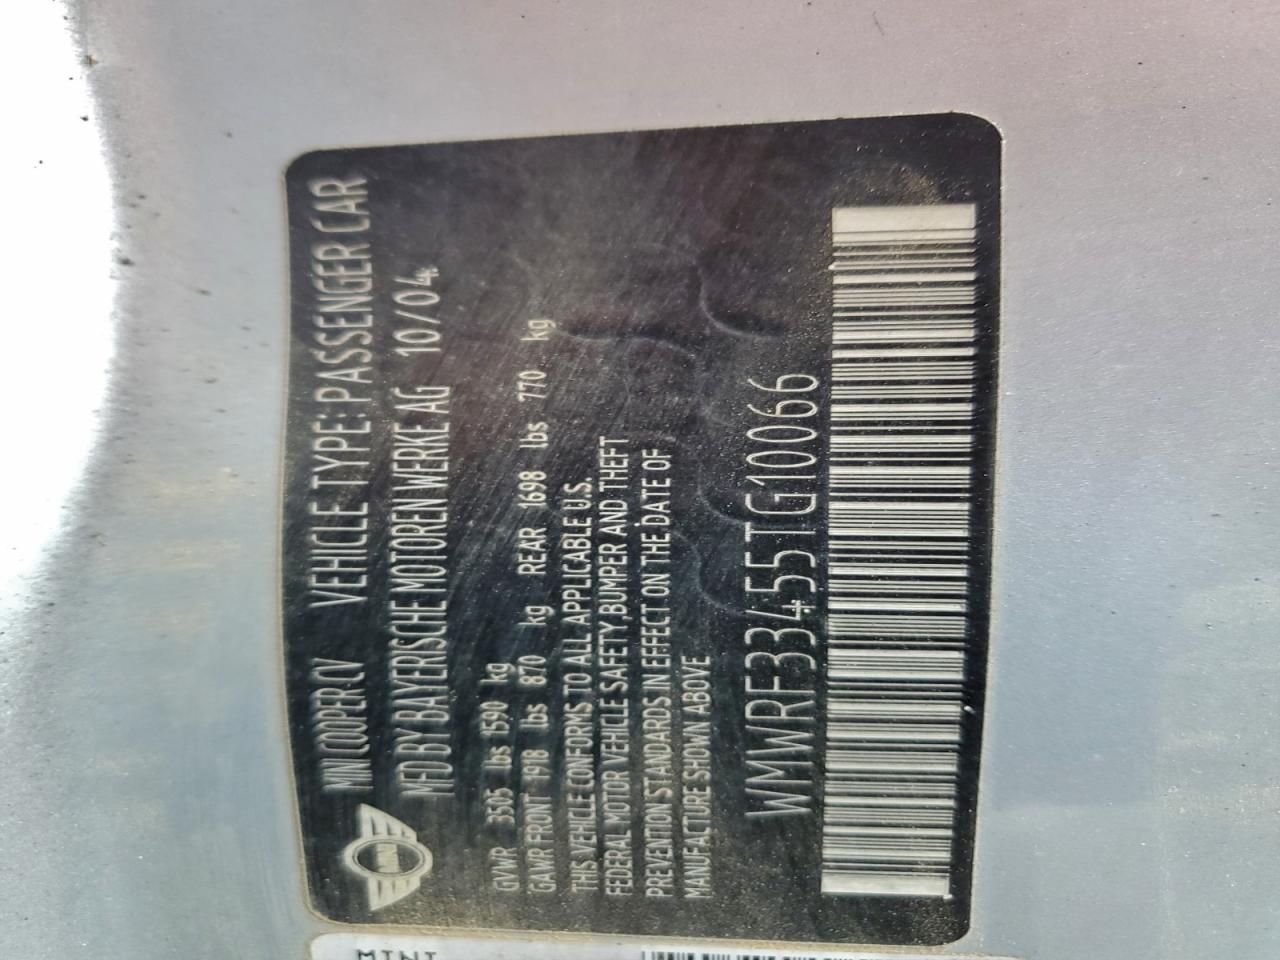 MINI
MINI COOPER-CV VEHICLE TYPE: PASSENGER CAR
MFD BY BAYERISCHE MOTOREN WERKE AG 10/04
GVWR 3505 lbs 1590 kg
GAWR FRONT 1918 lbs 870 kg REAR 1698 lbs 770 kg
THIS VEHICLE CONFORMS TO ALL APPLICABLE U.S.
FEDERAL MOTOR VEHICLE SAFETY,BUMPER AND THEFT
PREVENTION STANDARDS IN EFFECT ON THE DATE OF
MANUFACTURE SHOWN ABOVE
WMWRF33455TG10066
MINI